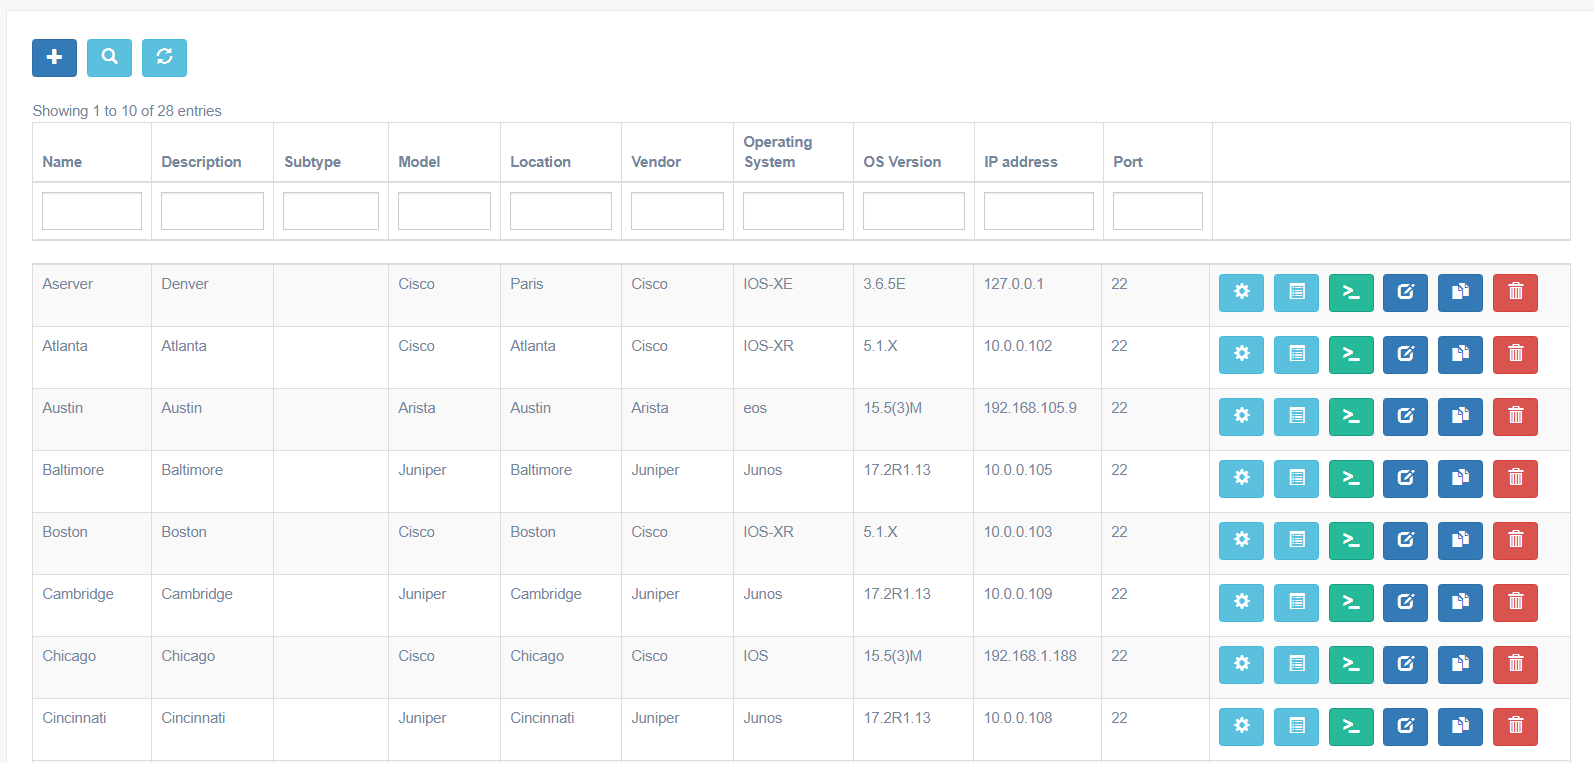 Showing 1 to 10 of 28 entries
Name Description Subtype Model Location Vendor Operating System OS Version IP address Port
Aserver Denver Cisco Paris Cisco IOS-XE 3.6.5E 127.0.0.1 22
Atlanta Atlanta Cisco Atlanta Cisco IOS-XR 5.1.X 10.0.0.102 22
Austin Austin Arista Austin Arista eos 15.5(3)M 192.168.105.9 22
Baltimore Baltimore Juniper Baltimore Juniper Junos 17.2R1.13 10.0.0.105 22
Boston Boston Cisco Boston Cisco IOS-XR 5.1.X 10.0.0.103 22
Cambridge Cambridge Juniper Cambridge Juniper Junos 17.2R1.13 10.0.0.109 22
Chicago Chicago Cisco Chicago Cisco IOS 15.5(3)M 192.168.1.188 22
Cincinnati Cincinnati Juniper Cincinnati Juniper Junos 17.2R1.13 10.0.0.108 22